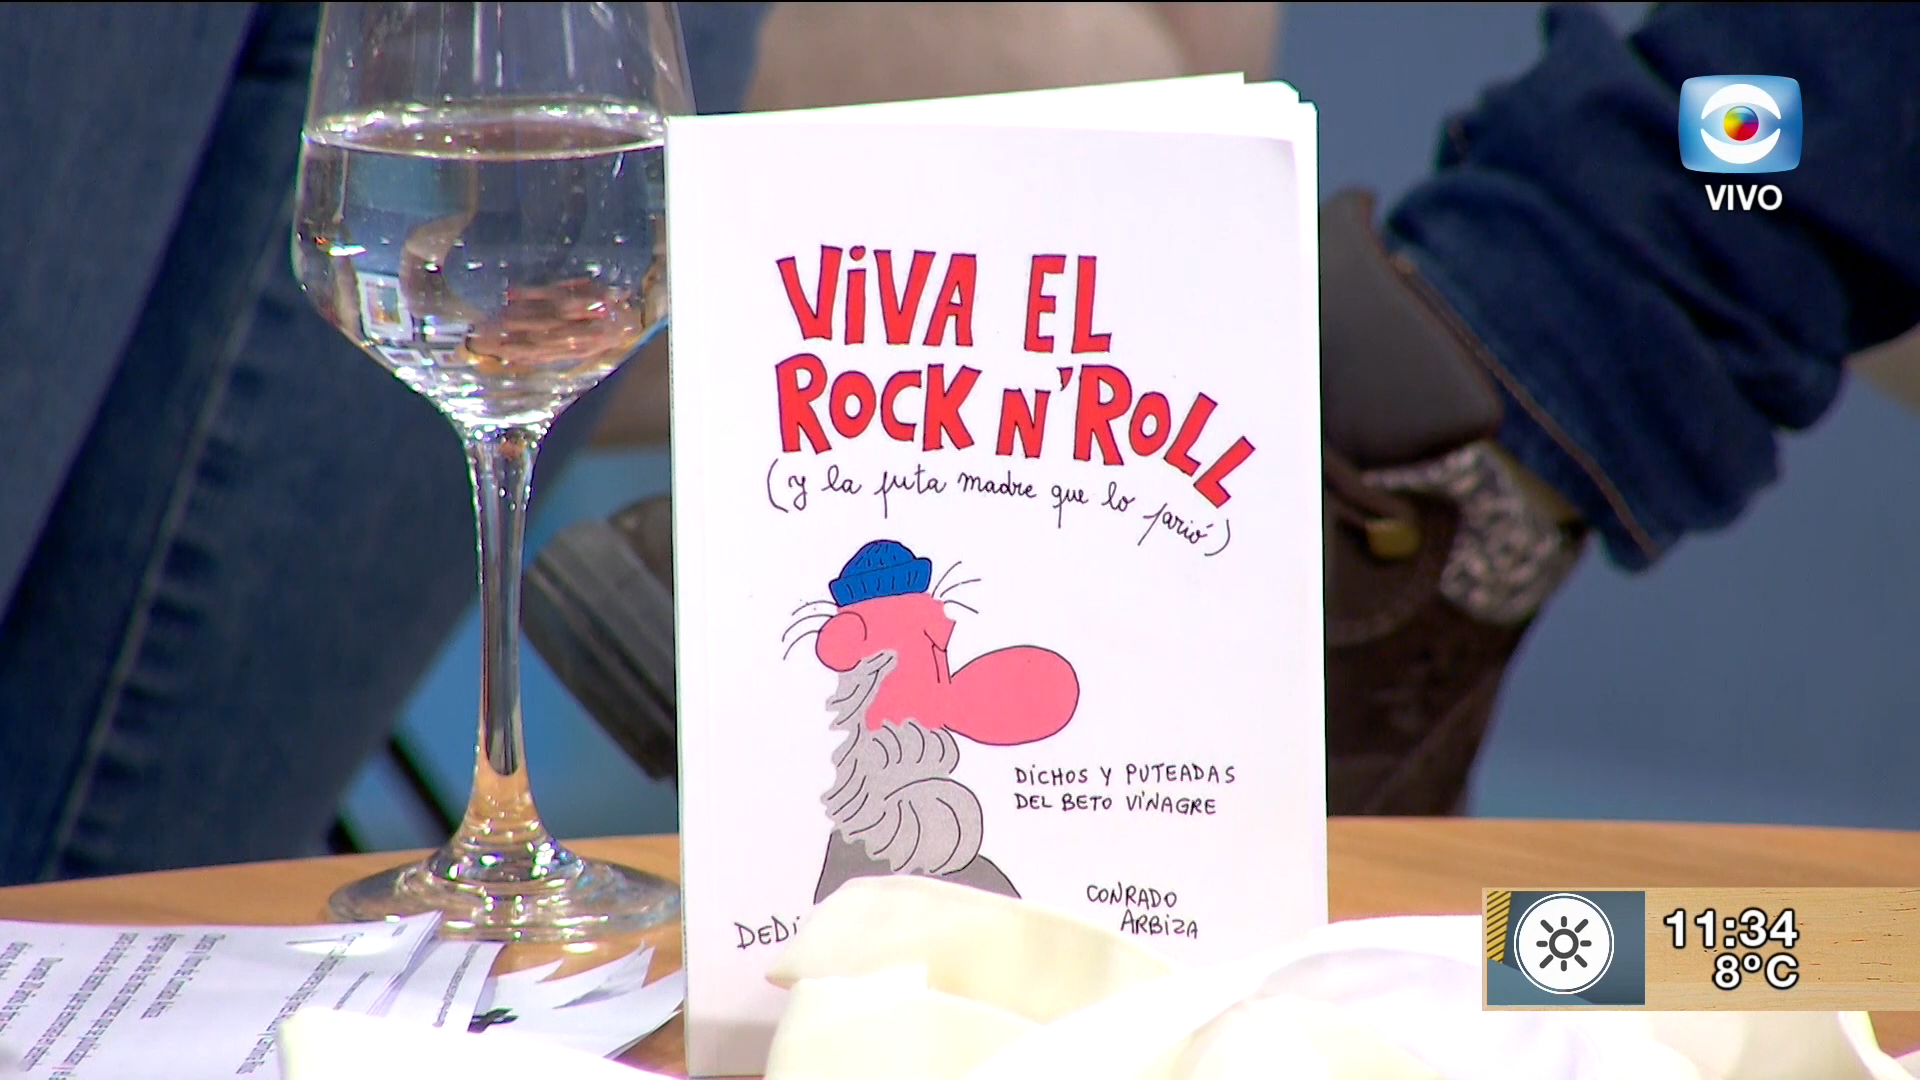 VIVO
VIVA EL
ROCK N'ROLL
(y la puta madre que lo parió)
DICHOS Y PUTEADAS
DEL BETO VINAGRE
CONRADO
ARBIZA
DEDI
11:34
8°C